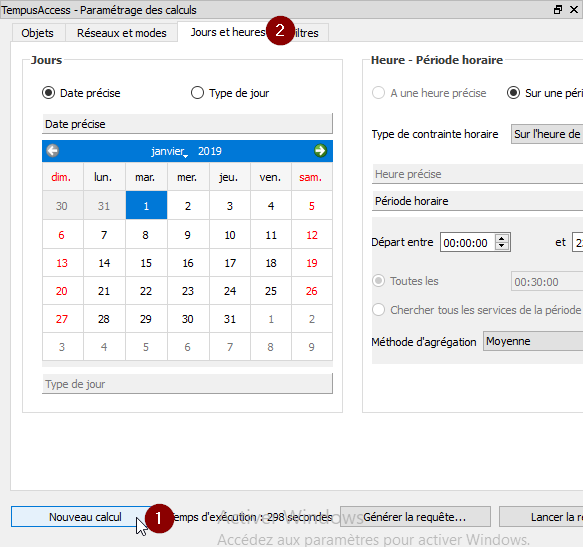 TempusAccess - Paramétrage des calculs
Objets Réseaux et modes Jours et heures 2 iltres
Jours
Date précise Type de jour
Date précise
janvier, 2019
dim. lun. mar. mer. jeu. ven. sam.
30 31 1 2 3 4 5
6 7 8 9 10 11 12
13 14 15 16 17 18 19
20 21 22 23 24 25 26
27 28 29 30 31 1 2
3 4 5 6 7 8 9
Type de jour
Heure - Période horaire
A une heure précise Sur une péri
Type de contrainte horaire Sur l'heure de
Heure précise
Période horaire
Départ entre 00:00:00 et 2
Toutes les 00:30:00
Chercher tous les services de la période
Méthode d'agrégation Moyenne
Nouveau calcul 1 emps d'exécution : 298 secondes Générer la requête... Lancer la r
Activer Windows
Accédez aux paramètres pour activer Windows.